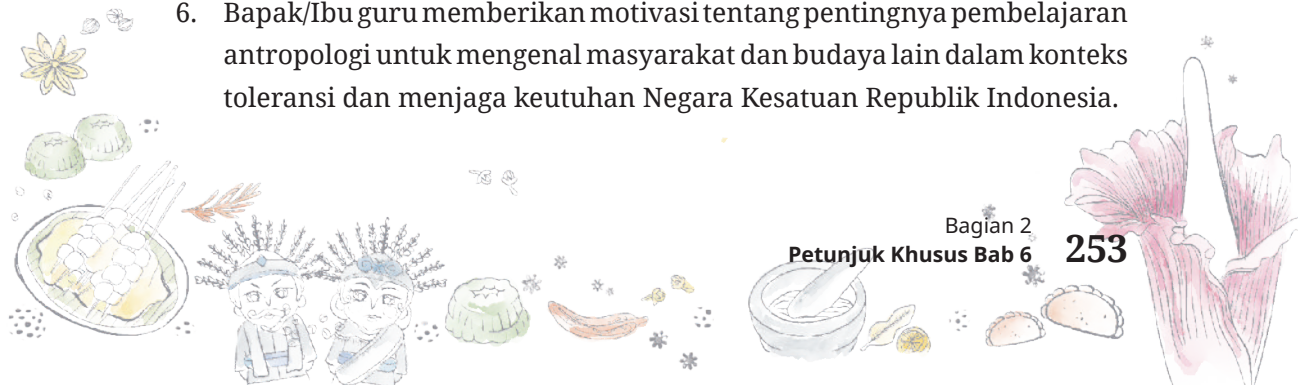 6. Bapak/Ibu guru memberikan motivasi tentang pentingnya pembelajaran
antropologi untuk mengenal masyarakat dan budaya lain dalam konteks
toleransi dan menjaga keutuhan Negara Kesatuan Republik Indonesia.
Bagian 2
Petunjuk Khusus Bab 6 253